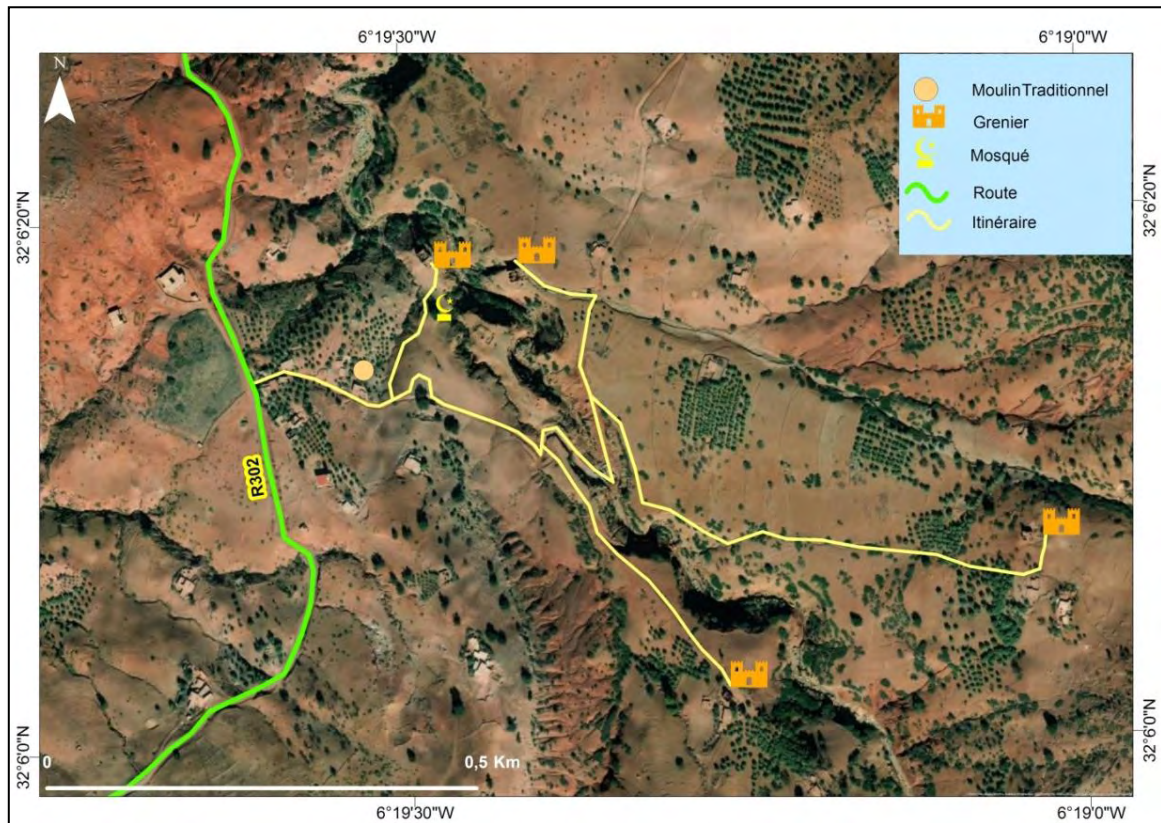 6°19'30"W
6°19'0"W
N
Moulin Traditionnel
Grenier
Mosqué
Route
Itinéraire
32°6'20"N
32°6'20"N
R302
32°6'0"N
32°6'0"N
0
0,5 Km
6°19'30"W
6°19'0"W